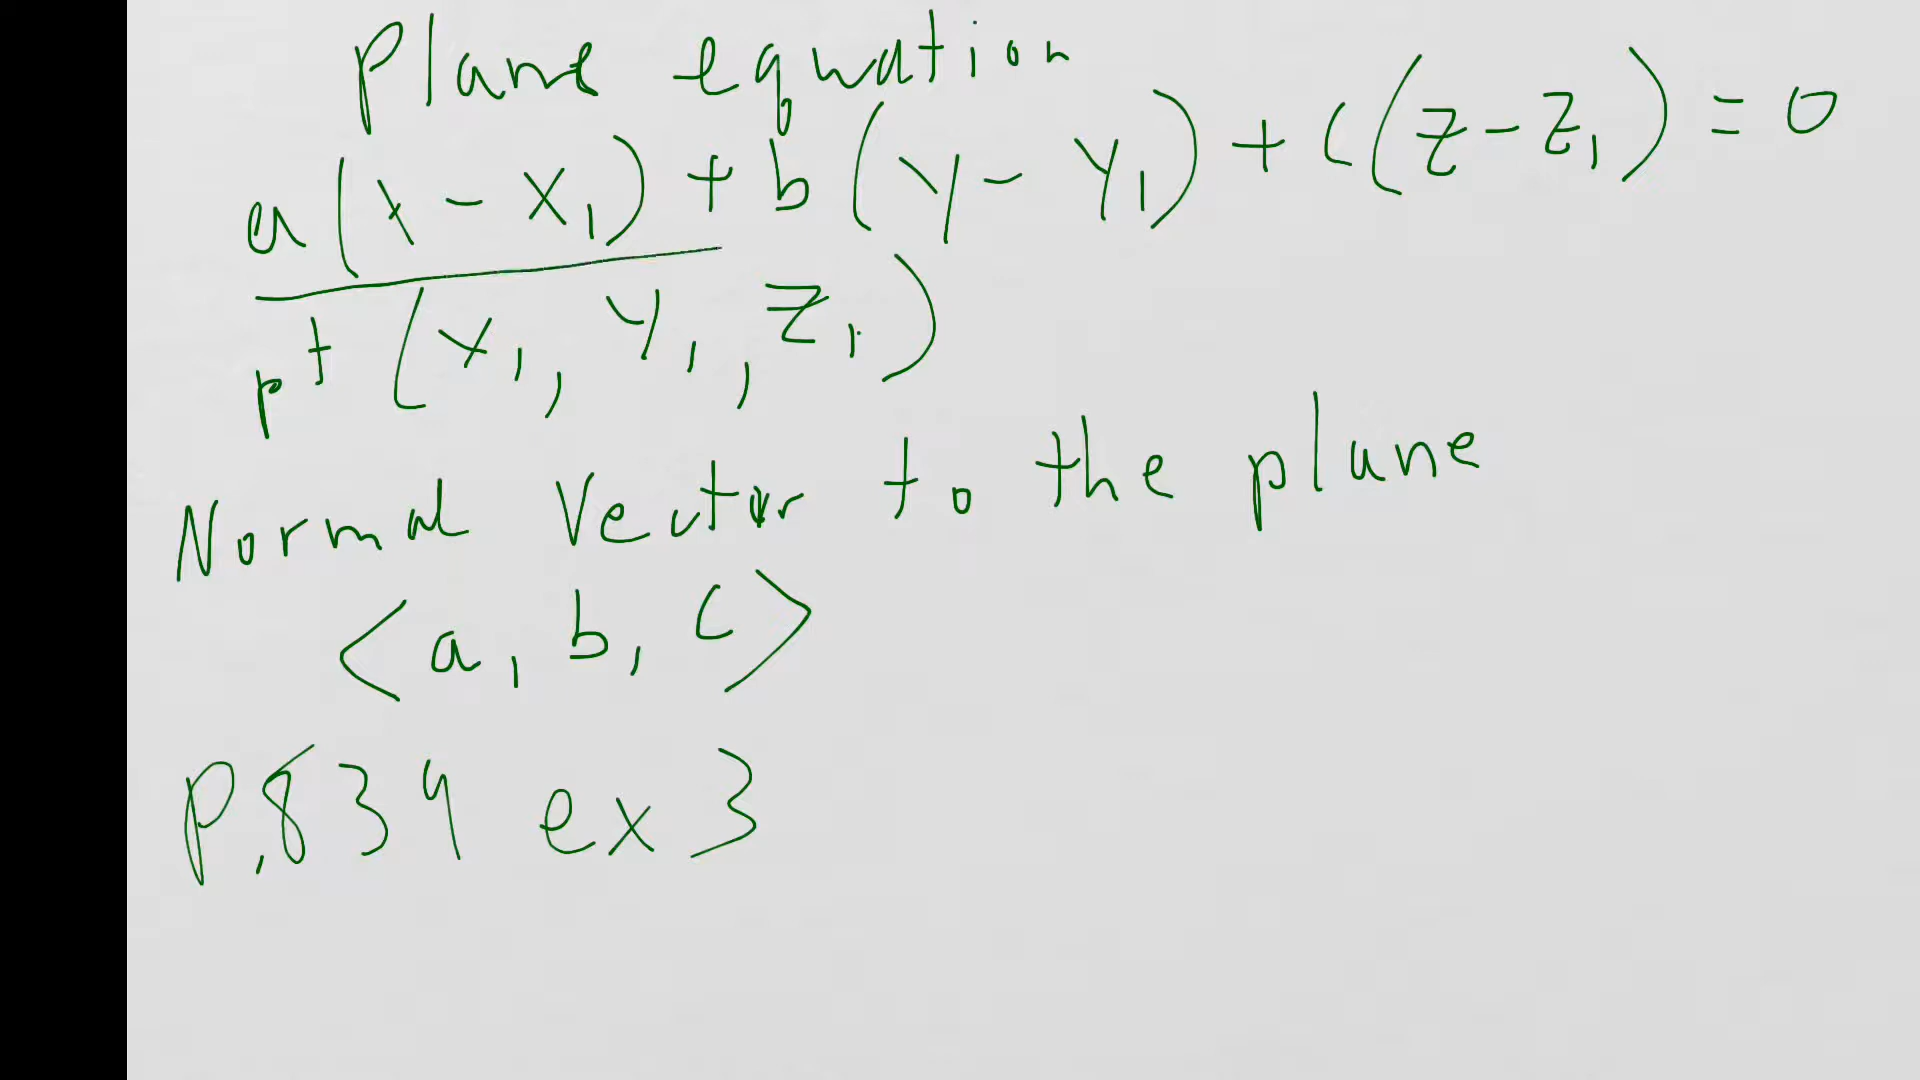 Plane equation
a(x - x₁) + b(y - y₁) + c(z - z₁) = 0
pt (x₁, y₁, z₁)
Normal Vector to the plane
<a, b, c>
P.839 ex 3